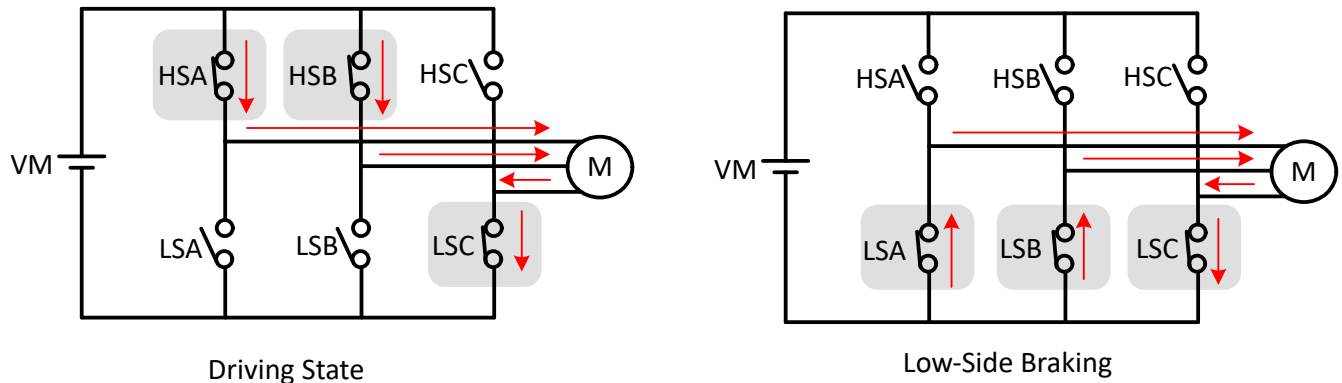 HSA
HSB
HSC
VM
M
LSA
LSB
LSC
Driving State
HSA
HSB
HSC
VM
M
LSA
LSB
LSC
Low-Side Braking